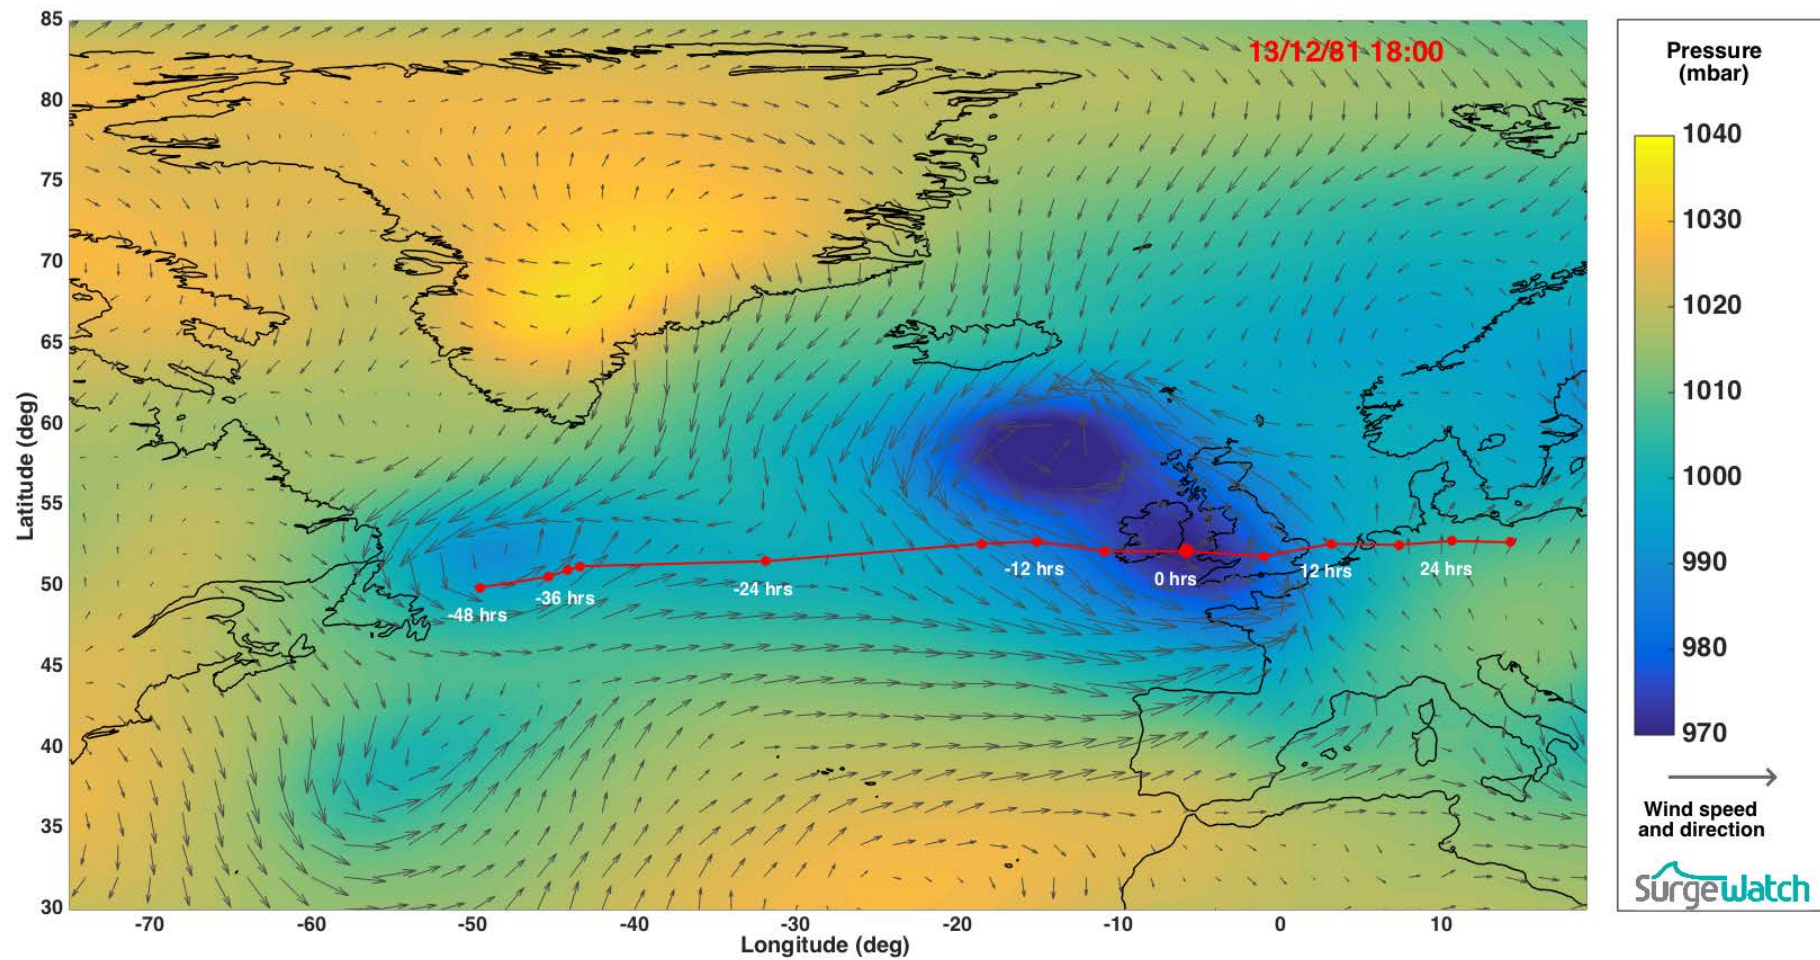 13/12/81 18:00
85
80
75
70
65
60
55
50
45
40
35
30
Latitude (deg)
-48 hrs
-36 hrs
-24 hrs
-12 hrs
0 hrs
12 hrs
24 hrs
-70
-60
-50
-40
-30
-20
-10
0
10
Longitude (deg)
Pressure
(mbar)
1040
1030
1020
1010
1000
990
980
970
Wind speed
and direction
SurgeWatch